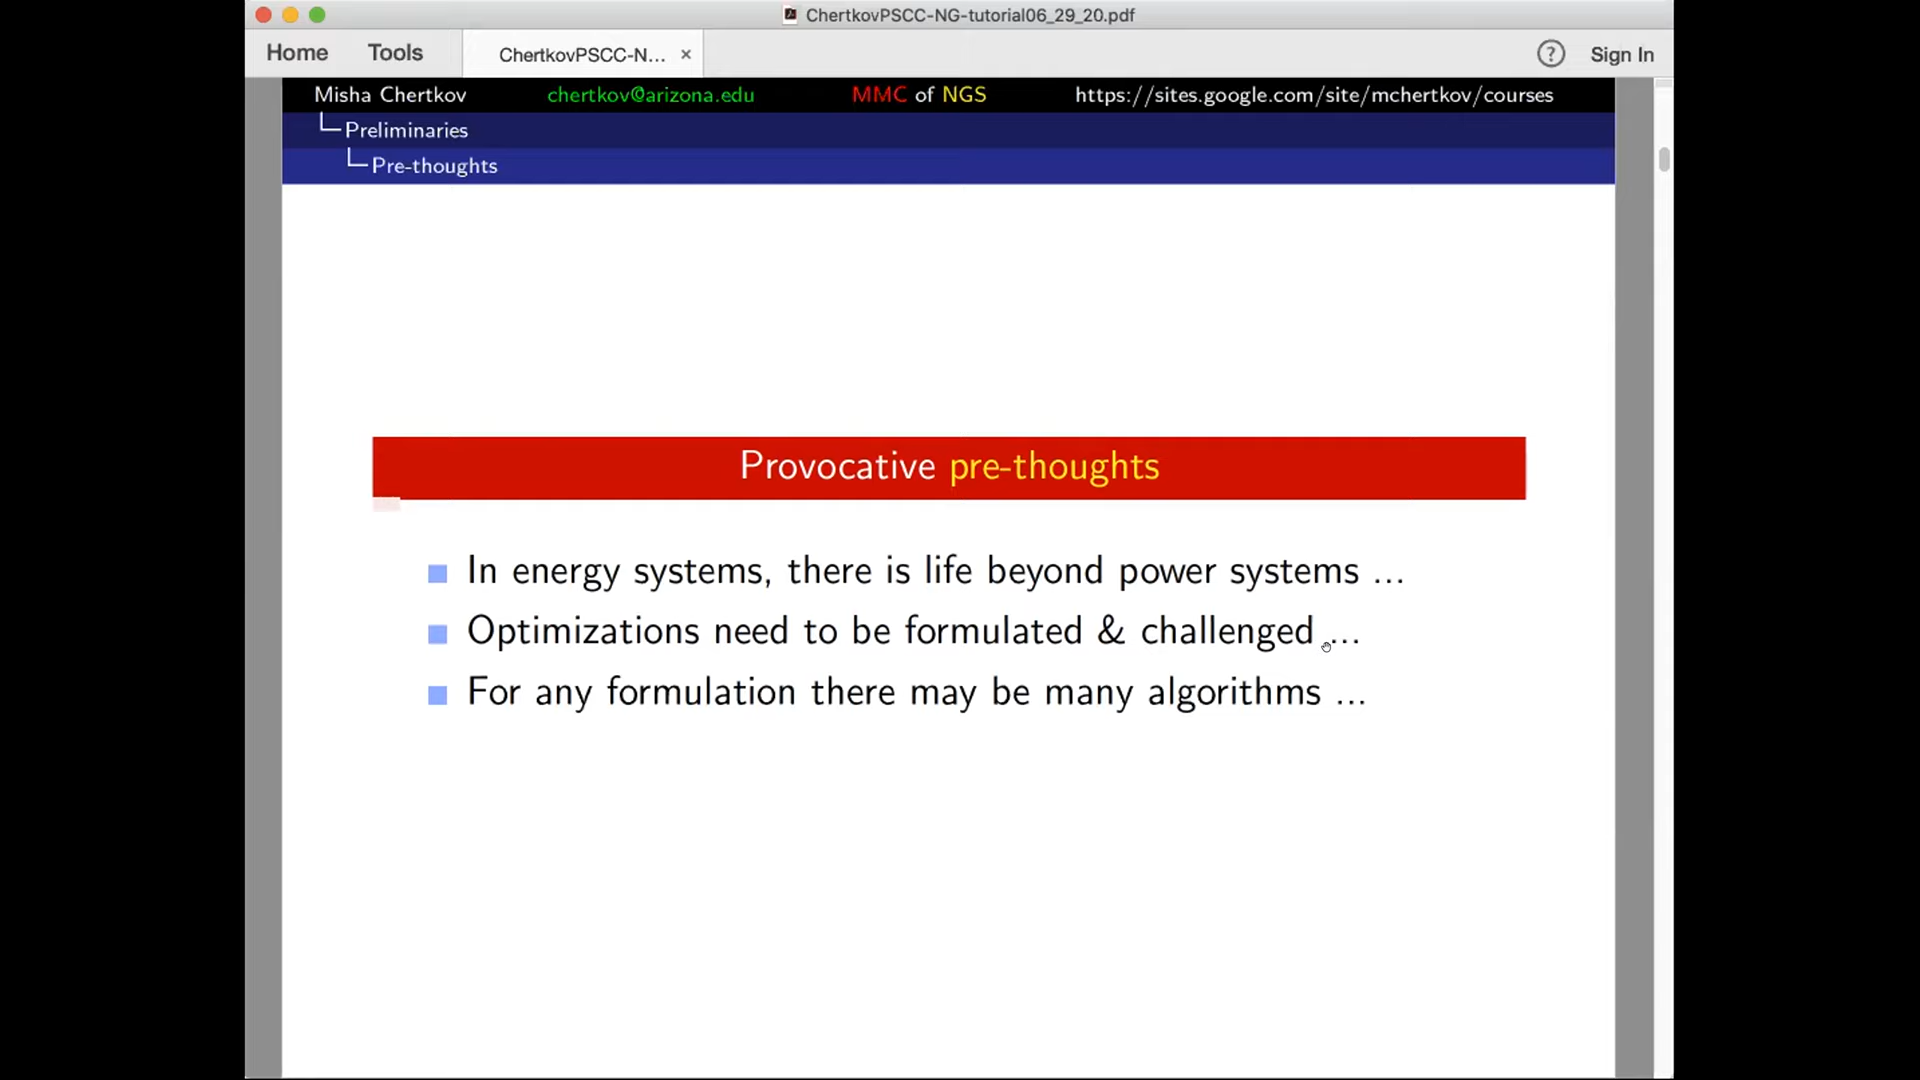 ChertkovPSCC-NG-tutorial06_29_20.pdf
Home Tools ChertkovPSCC-N... × ? Sign In
Misha Chertkov chertkov@arizona.edu MMC of NGS https://sites.google.com/site/mchertkov/courses
Preliminaries
Pre-thoughts
Provocative pre-thoughts
In energy systems, there is life beyond power systems ...
Optimizations need to be formulated & challenged ...
For any formulation there may be many algorithms ...